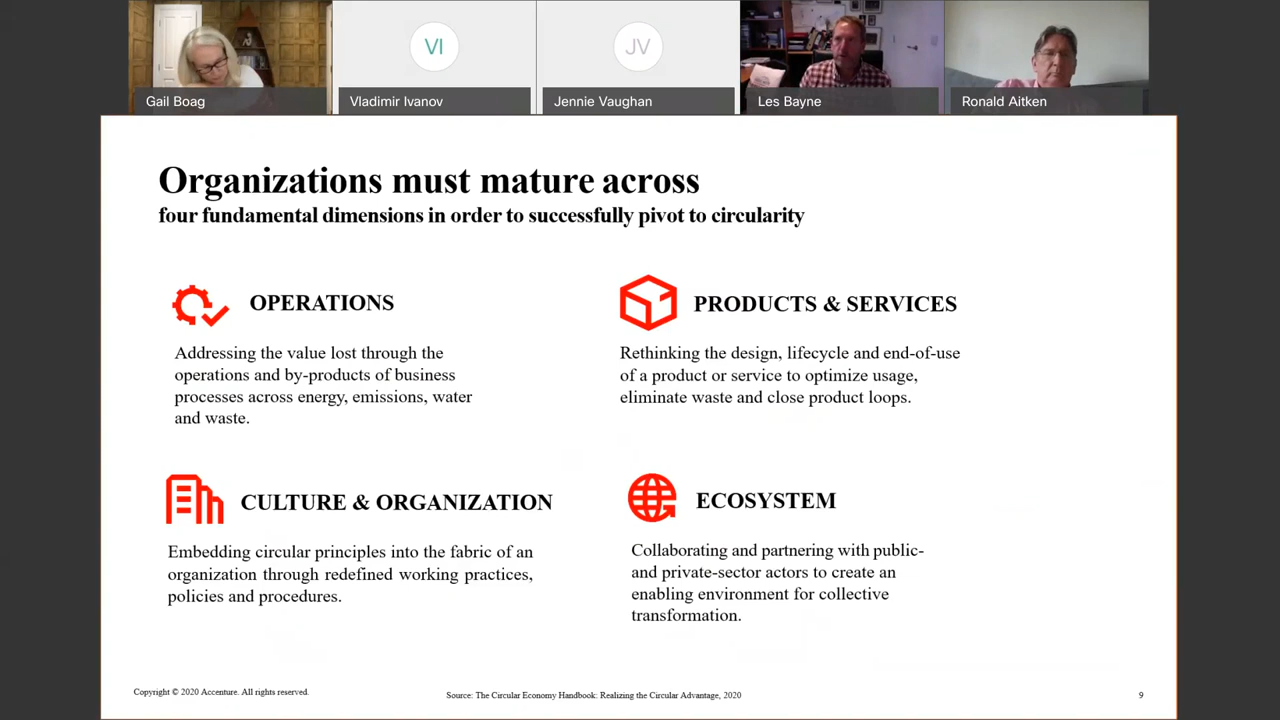 VI
JV
Gail Boag
Vladimir Ivanov
Jennie Vaughan
Les Bayne
Ronald Aitken
Organizations must mature across
four fundamental dimensions in order to successfully pivot to circularity
OPERATIONS
Addressing the value lost through the
operations and by-products of business
processes across energy, emissions, water
and waste.
PRODUCTS & SERVICES
Rethinking the design, lifecycle and end-of-use
of a product or service to optimize usage,
eliminate waste and close product loops.
CULTURE & ORGANIZATION
Embedding circular principles into the fabric of an
organization through redefined working practices,
policies and procedures.
ECOSYSTEM
Collaborating and partnering with public-
and private-sector actors to create an
enabling environment for collective
transformation.
Copyright © 2020 Accenture. All rights reserved.
Source: The Circular Economy Handbook: Realizing the Circular Advantage, 2020
9